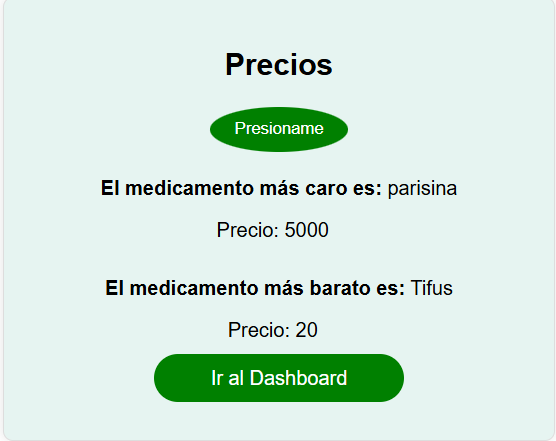 Precios
Presioname
El medicamento más caro es: parisina
Precio: 5000
El medicamento más barato es: Tifus
Precio: 20
Ir al Dashboard